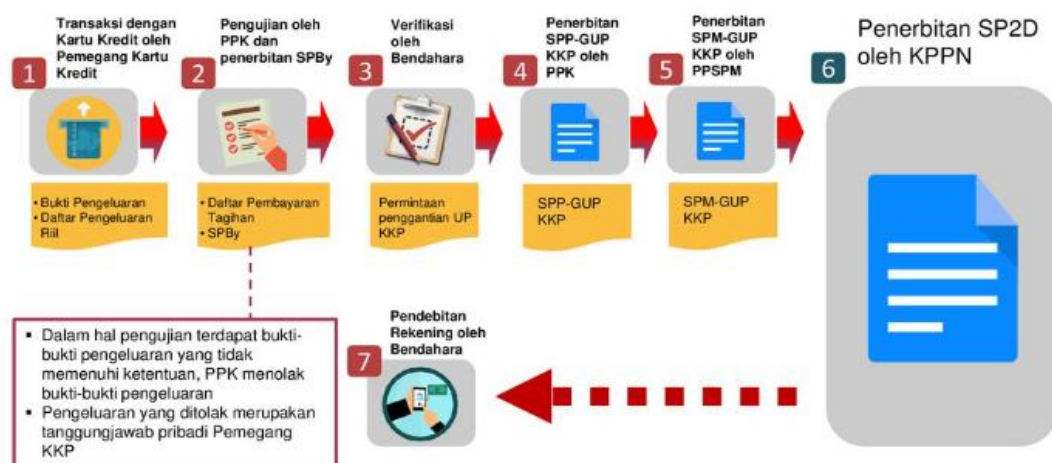 1
Transaksi dengan
Kartu Kredit oleh
Pemegang Kartu
Kredit
• Bukti Pengeluaran
• Daftar Pengeluaran
Riil
2
Pengujian oleh
PPK dan
penerbitan SPBy
• Daftar Pembayaran
Tagihan
• SPBy
3
Verifikasi
oleh
Bendahara
Permintaan
penggantian UP
KKP
4
Penerbitan
SPP-GUP
KKP oleh
PPK
SPP-GUP
KKP
5
Penerbitan
SPM-GUP
KKP oleh
PPSPM
SPM-GUP
KKP
6
Penerbitan SP2D
oleh KPPN
▪ Dalam hal pengujian terdapat bukti-
bukti pengeluaran yang tidak
memenuhi ketentuan, PPK menolak
bukti-bukti pengeluaran
▪ Pengeluaran yang ditolak merupakan
tanggungjawab pribadi Pemegang
KKP
7
Pendebitan
Rekening oleh
Bendahara